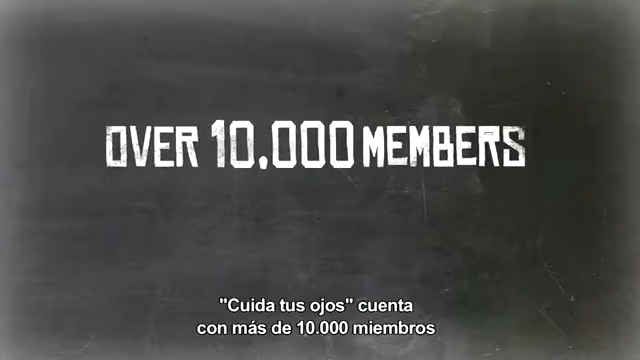 OVER 10.000 MEMBERS
"Cuida tus ojos" cuenta
con más de 10.000 miembros